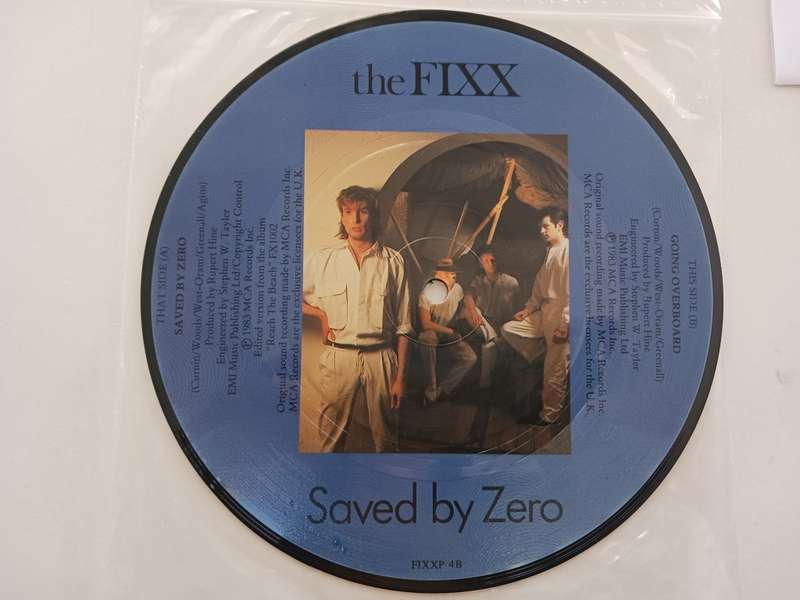 the FIXX
THAT SIDE (A)
SAVED BY ZERO
(Curnin/Woods/West-Oram/Greenall/Agius)
Produced by Rupert Hine
Engineered by Stephen W. Tayler
EMI Music Publishing Ltd/Copyright Control
℗ 1983 MCA Records Inc.
Edited version from the album
"Reach The Beach" FX1002
Original sound recording made by MCA Records Inc.
MCA Records are the exclusive licensees for the U.K.
THIS SIDE (B)
GOING OVERBOARD
(Curnin/Woods/West-Oram/Greenall)
Produced by Rupert Hine
Engineered by Stephen W. Tayler
EMI Music Publishing Ltd
℗ 1983 MCA Records Inc.
Original sound recording made by MCA Records Inc.
MCA Records are the exclusive licensees for the U.K.
Saved by Zero
FIXXP 4B